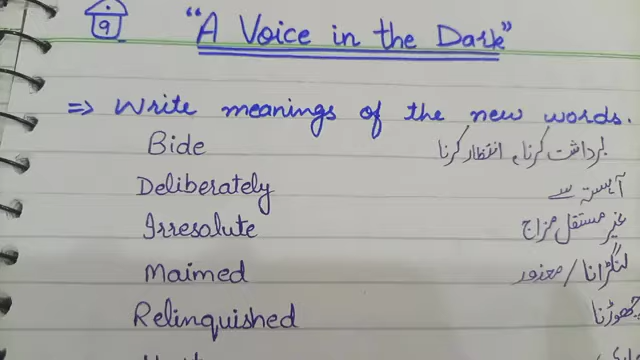 9 "A Voice in the Dark"
⇒ Write meanings of the new words.
Bide برداشت کرنا، انتظار کرنا
Deliberately آہستہ سے
Irresolute غیر مستقل مزاج
Maimed لنگڑانا / معذور
Relinquished چھوڑنا